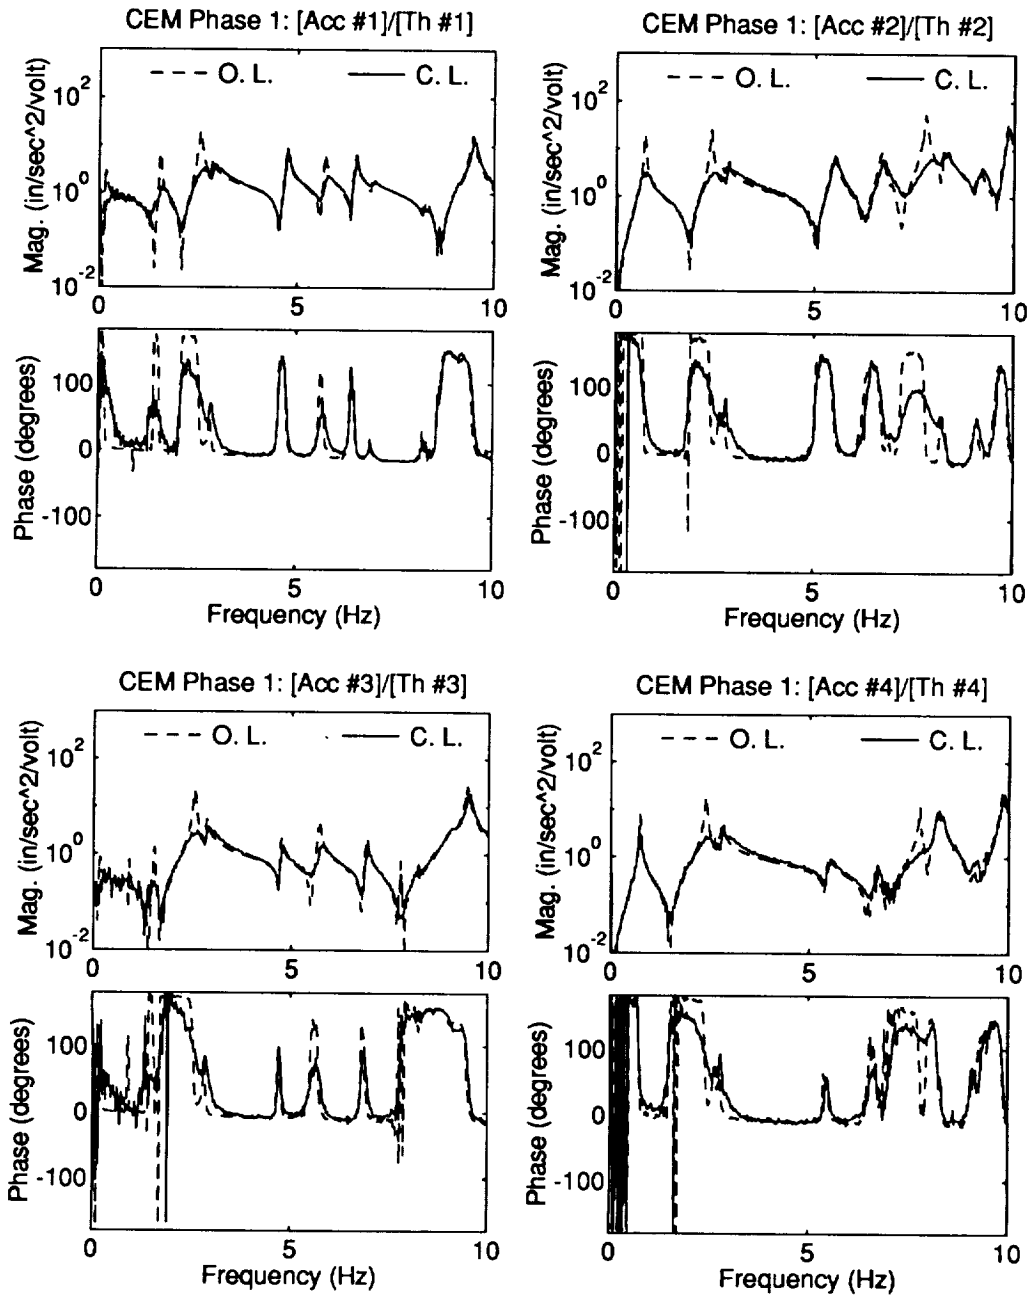 CEM Phase 1: [Acc #1]/[Th #1]
Mag. (in/sec^2/volt)
10^2
10^0
10^-2
O. L.
C. L.
0
5
10
Phase (degrees)
100
0
-100
0
5
10
Frequency (Hz)
CEM Phase 1: [Acc #2]/[Th #2]
Mag. (in/sec^2/volt)
10^2
10^0
10^-2
O. L.
C. L.
0
5
10
Phase (degrees)
100
0
-100
0
5
10
Frequency (Hz)
CEM Phase 1: [Acc #3]/[Th #3]
Mag. (in/sec^2/volt)
10^2
10^0
10^-2
O. L.
C. L.
0
5
10
Phase (degrees)
100
0
-100
0
5
10
Frequency (Hz)
CEM Phase 1: [Acc #4]/[Th #4]
Mag. (in/sec^2/volt)
10^2
10^0
10^-2
O. L.
C. L.
0
5
10
Phase (degrees)
100
0
-100
0
5
10
Frequency (Hz)